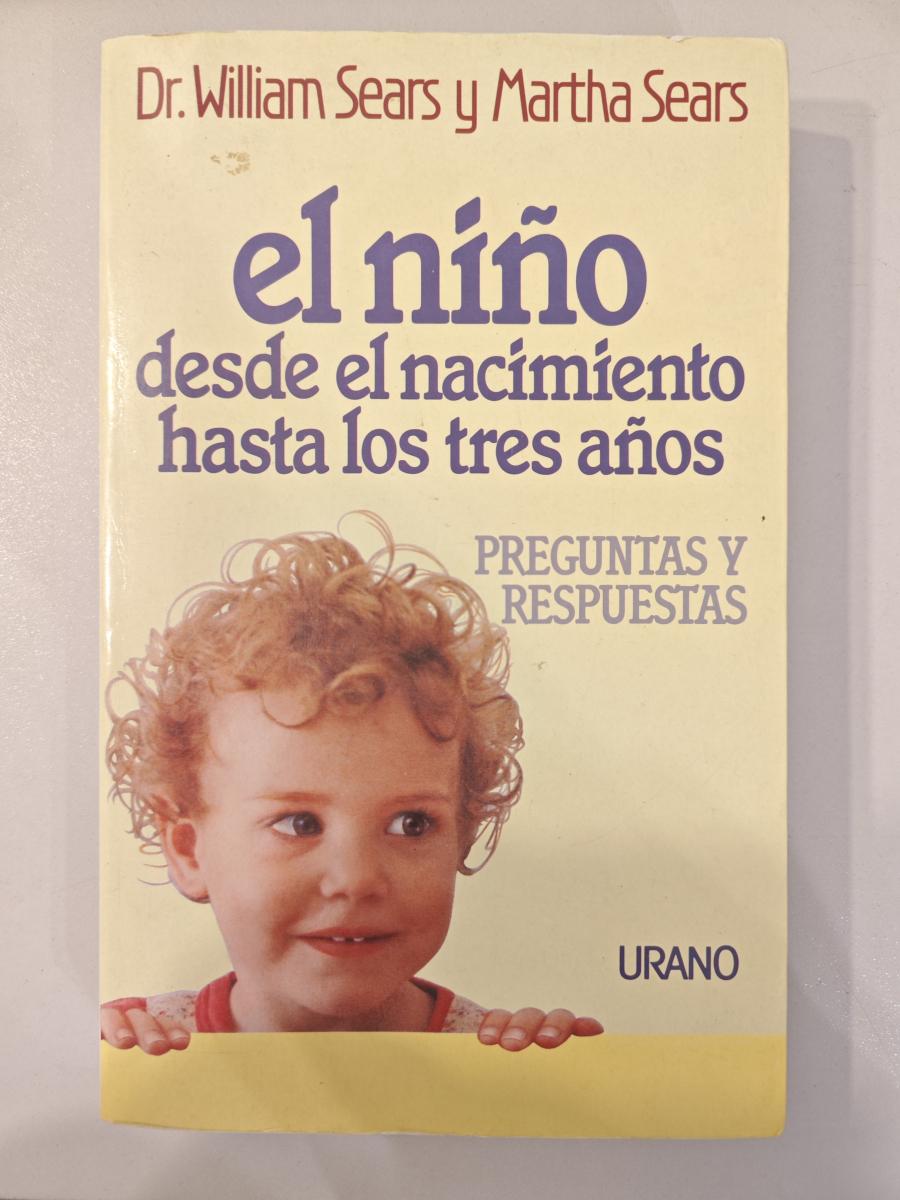 Dr. William Sears y Martha Sears
el niño
desde el nacimiento
hasta los tres años
PREGUNTAS Y
RESPUESTAS
URANO